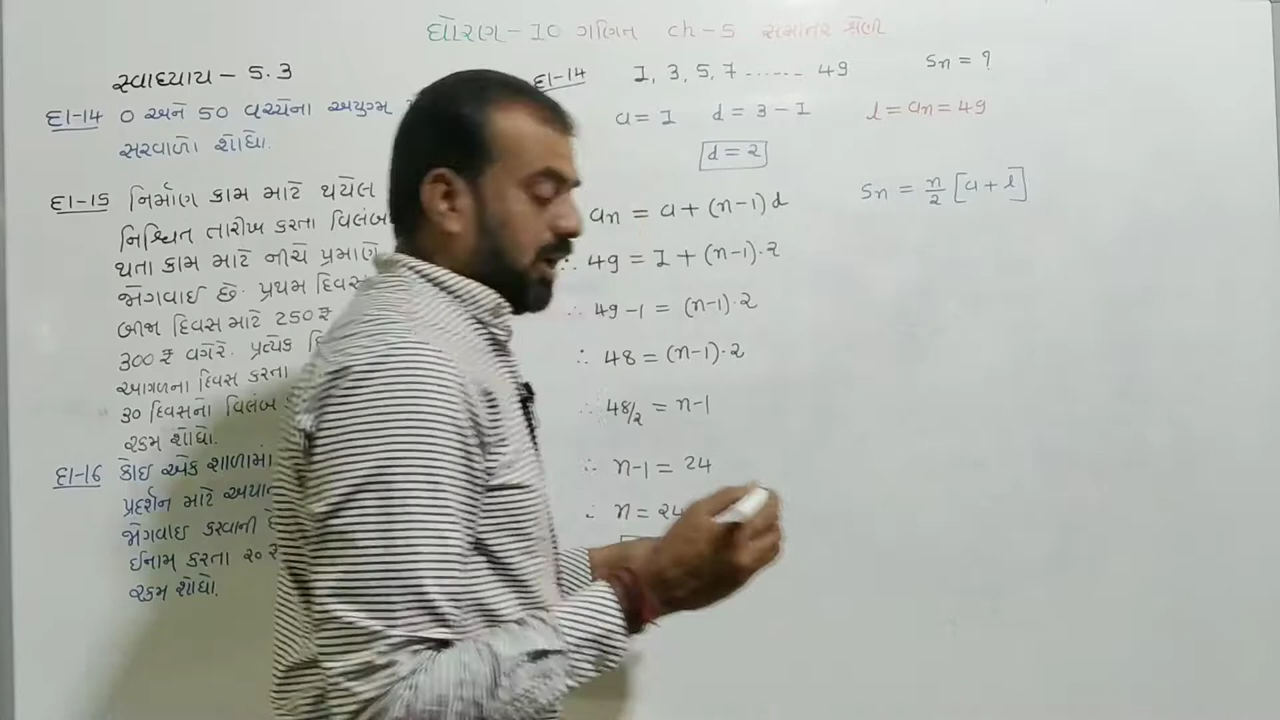 ધોરણ - 10 ગણિત ch - 5 સમાંતર શ્રેણી
સ્વાધ્યાય - 5.3
દા-14 0 અને 50 વચ્ચેના અયુગ્મ
સરવાળો શોધો.
દા-15 નિર્માણ કામ માટે થયેલ
નિશ્ચિત તારીખ કરતા વિલંબ
થતા કામ માટે નીચે પ્રમાણે
જોગવાઈ છે. પ્રથમ દિવસ
બીજા દિવસ માટે 250 ₹
300 ₹ વગેરે. પ્રત્યેક
આગળના દિવસ કરતા
30 દિવસનો વિલંબ
રકમ શોધો.
દા-16 કોઈ એક શાળામાં
પ્રદર્શન માટે અપાન
જોગવાઈ કરવાની છે
ઈનામ કરતા ૨૦
રકમ શોધો.
દા-14 1, 3, 5, 7 ...... 49 Sn = ?
a = 1 d = 3 - 1 l = an = 49
d = 2
an = a + (n-1) d
49 = 1 + (n-1)·2
∴ 49 - 1 = (n-1)·2
∴ 48 = (n-1)·2
∴ 48/2 = n-1
∴ n-1 = 24
∴ n = 24
Sn = n/2 [a + l]